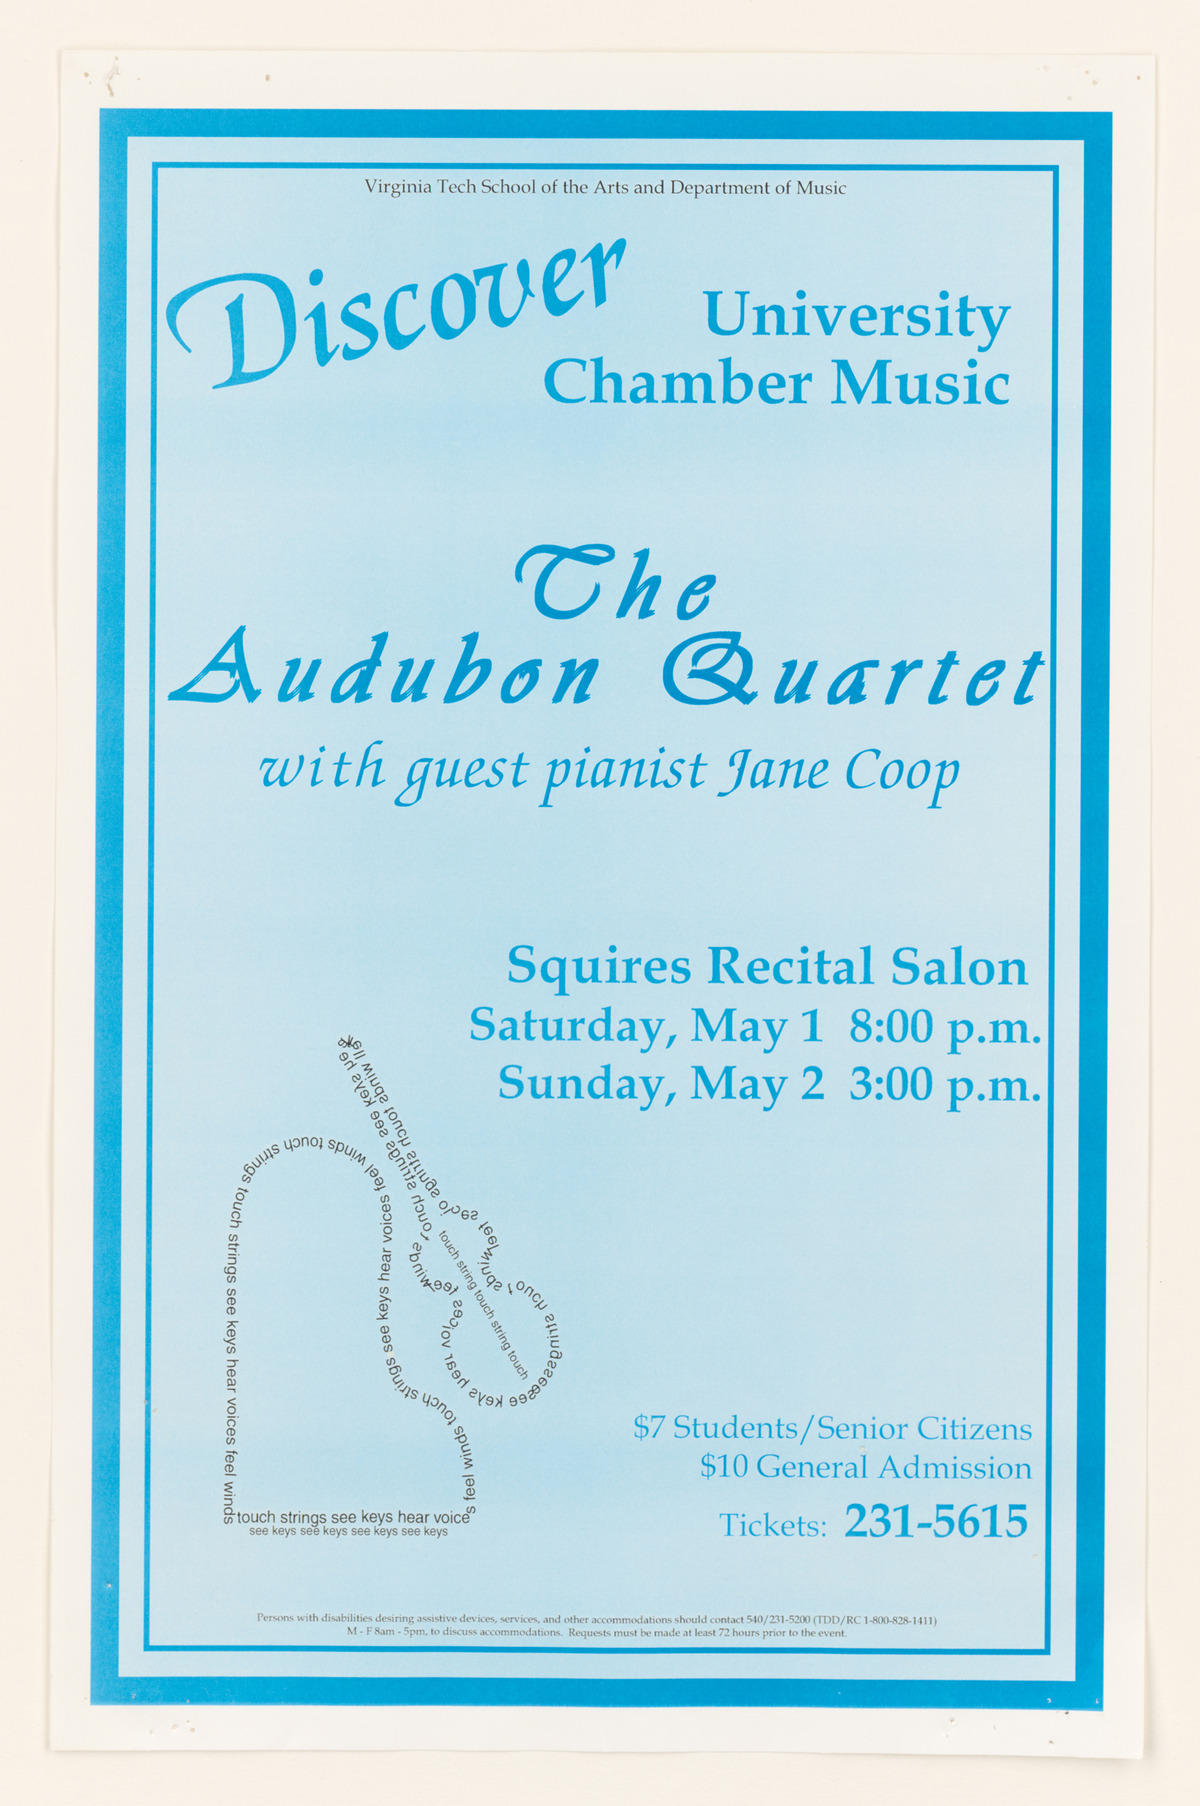 Virginia Tech School of the Arts and Department of Music
Discover
University
Chamber Music
The
Audubon Quartet
with guest pianist Jane Coop
Squires Recital Salon
Saturday, May 1  8:00 p.m.
Sunday, May 2  3:00 p.m.
winds touch strings touch strings see keys hear voices feel winds
feel winds touch strings see keys hear voices feel
touch strings see keys hear voices
see keys see keys see keys see keys
touch string touch string touch
$7 Students/Senior Citizens
$10 General Admission
Tickets: 231-5615
Persons with disabilities desiring assistive devices, services, and other accommodations should contact 540/231-5200 (TDD/RC 1-800-828-1411)
M - F 8am - 5pm, to discuss accommodations. Requests must be made at least 72 hours prior to the event.